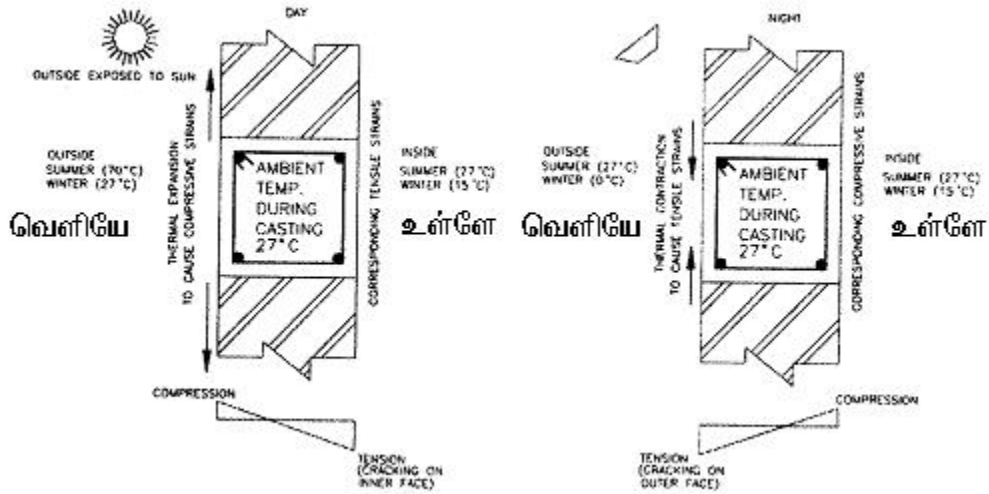 DAY
OUTSIDE EXPOSED TO SUN
THERMAL EXPANSION
TO CAUSE COMPRESSIVE STRAINS
OUTSIDE
SUMMER (70°C)
WINTER (27°C)
வெளியே
AMBIENT
TEMP.
DURING
CASTING
27°C
CORRESPONDING TENSILE STRAINS
INSIDE
SUMMER (27°C)
WINTER (15°C)
உள்ளே
COMPRESSION
TENSION
(CRACKING ON
INNER FACE)
NIGHT
OUTSIDE
SUMMER (27°C)
WINTER (0°C)
வெளியே
THERMAL CONTRACTION
TO CAUSE TENSILE STRAINS
AMBIENT
TEMP.
DURING
CASTING
27°C
CORRESPONDING COMPRESSIVE STRAINS
INSIDE
SUMMER (27°C)
WINTER (15°C)
உள்ளே
COMPRESSION
TENSION
(CRACKING ON
OUTER FACE)